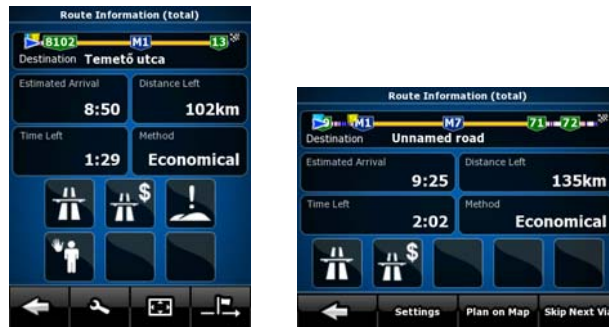 Route Information (total)
8102 M1 13
Destination Temető utca
Estimated Arrival
8:50
Distance Left
102km
Time Left
1:29
Method
Economical
$
Route Information (total)
9 M1 M7 71 72
Destination Unnamed road
Estimated Arrival
9:25
Distance Left
135km
Time Left
2:02
Method
Economical
$
Settings
Plan on Map
Skip Next Vi